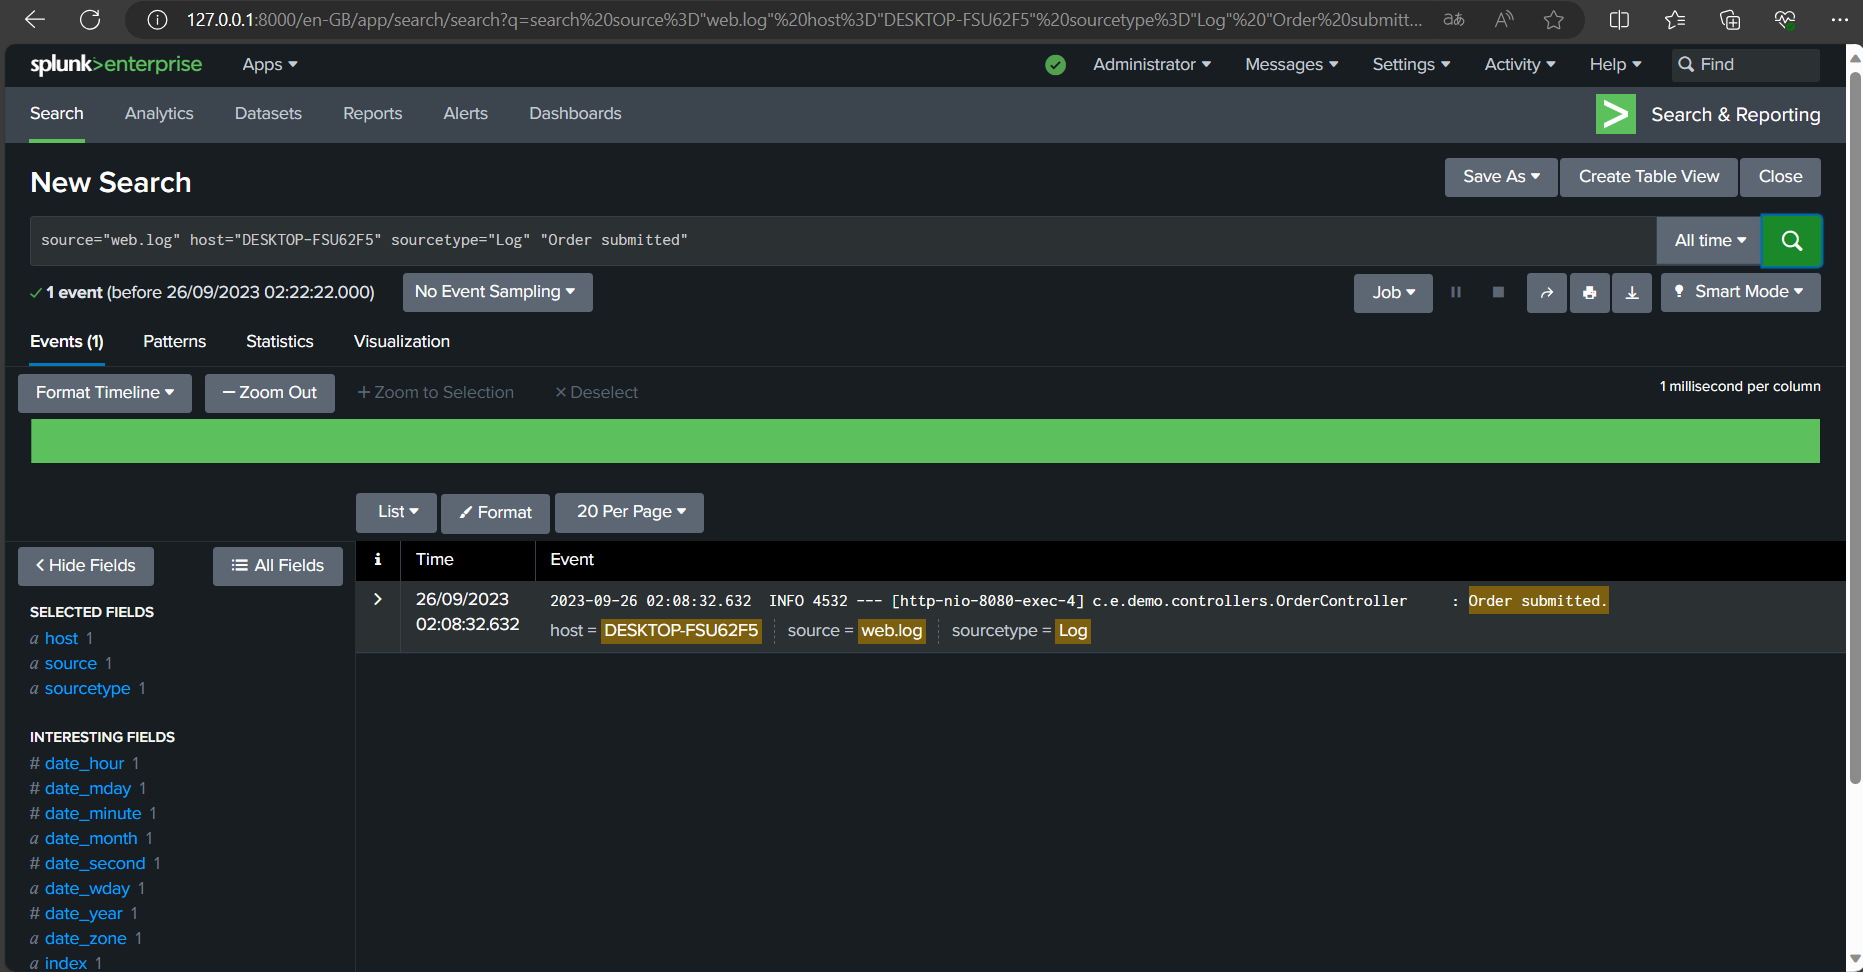 127.0.0.1:8000/en-GB/app/search/search?q=search%20source%3D"web.log"%20host%3D"DESKTOP-FSU62F5"%20sourcetype%3D"Log"%20"Order%20submitt...
splunk>enterprise Apps Administrator Messages Settings Activity Help Find
Search Analytics Datasets Reports Alerts Dashboards Search & Reporting
New Search Save As Create Table View Close
source="web.log" host="DESKTOP-FSU62F5" sourcetype="Log" "Order submitted" All time
1 event (before 26/09/2023 02:22:22.000) No Event Sampling Job Smart Mode
Events (1) Patterns Statistics Visualization
Format Timeline — Zoom Out + Zoom to Selection × Deselect 1 millisecond per column
List Format 20 Per Page
Hide Fields All Fields i Time Event
26/09/2023 2023-09-26 02:08:32.632  INFO 4532 --- [http-nio-8080-exec-4] c.e.demo.controllers.OrderController     : Order submitted.
02:08:32.632 host = DESKTOP-FSU62F5 source = web.log sourcetype = Log
SELECTED FIELDS
a host 1
a source 1
a sourcetype 1
INTERESTING FIELDS
# date_hour 1
# date_mday 1
# date_minute 1
a date_month 1
# date_second 1
a date_wday 1
# date_year 1
a date_zone 1
a index 1